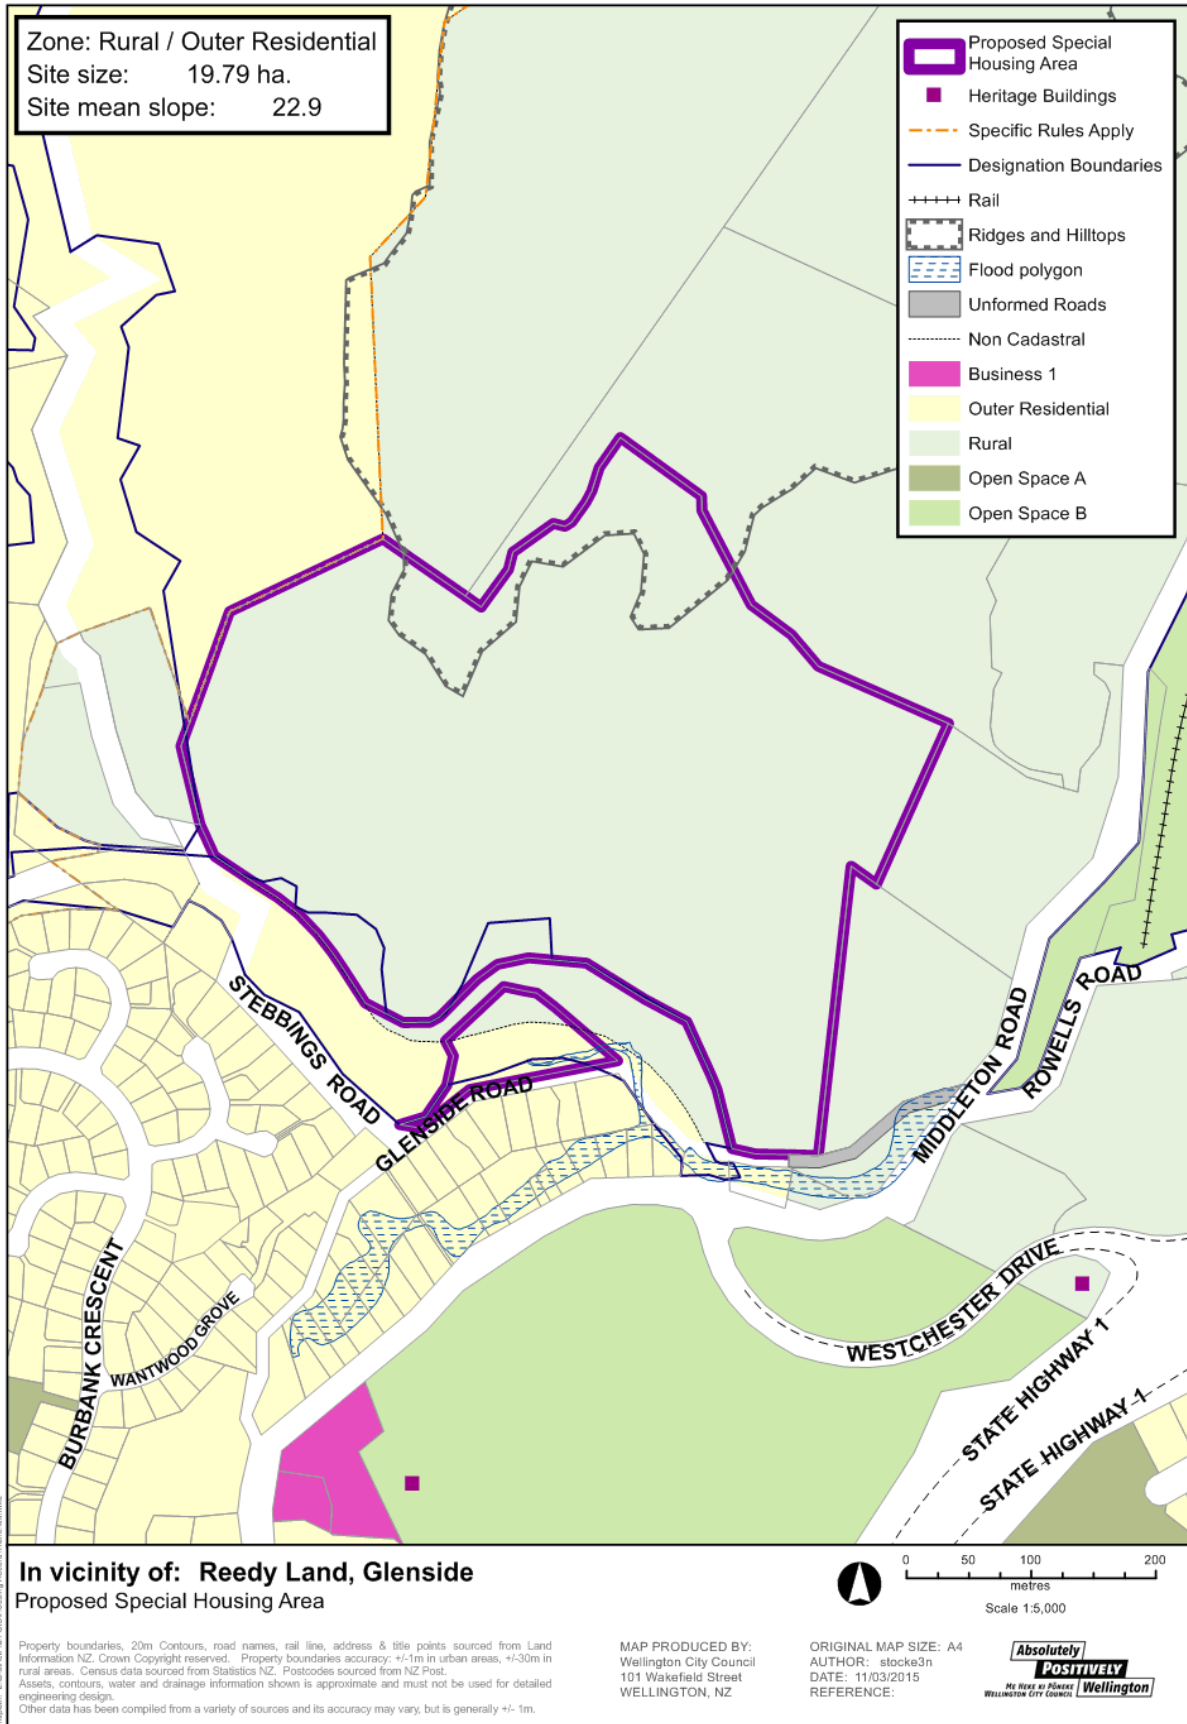 Zone: Rural / Outer Residential
Site size: 19.79 ha.
Site mean slope: 22.9
Proposed Special
Housing Area
Heritage Buildings
Specific Rules Apply
Designation Boundaries
Rail
Ridges and Hilltops
Flood polygon
Unformed Roads
Non Cadastral
Business 1
Outer Residential
Rural
Open Space A
Open Space B
STEBBINGS ROAD
GLENSIDE ROAD
MIDDLETON ROAD
ROWELLS ROAD
BURBANK CRESCENT
WANTWOOD GROVE
WESTCHESTER DRIVE
STATE HIGHWAY 1
STATE HIGHWAY 1
In vicinity of: Reedy Land, Glenside
Proposed Special Housing Area
0 50 100 200
metres
Scale 1:5,000
Property boundaries, 20m Contours, road names, rail line, address & title points sourced from Land
Information NZ. Crown Copyright reserved. Property boundaries accuracy: +/-1m in urban areas, +/-30m in
rural areas. Census data sourced from Statistics NZ. Postcodes sourced from NZ Post.
Assets, contours, water and drainage information shown is approximate and must not be used for detailed
engineering design.
Other data has been compiled from a variety of sources and its accuracy may vary, but is generally +/- 1m.
MAP PRODUCED BY:
Wellington City Council
101 Wakefield Street
WELLINGTON, NZ
ORIGINAL MAP SIZE: A4
AUTHOR: stocke3n
DATE: 11/03/2015
REFERENCE:
Absolutely
POSITIVELY
ME HEKE KI PŌNEKE
WELLINGTON CITY COUNCIL
Wellington